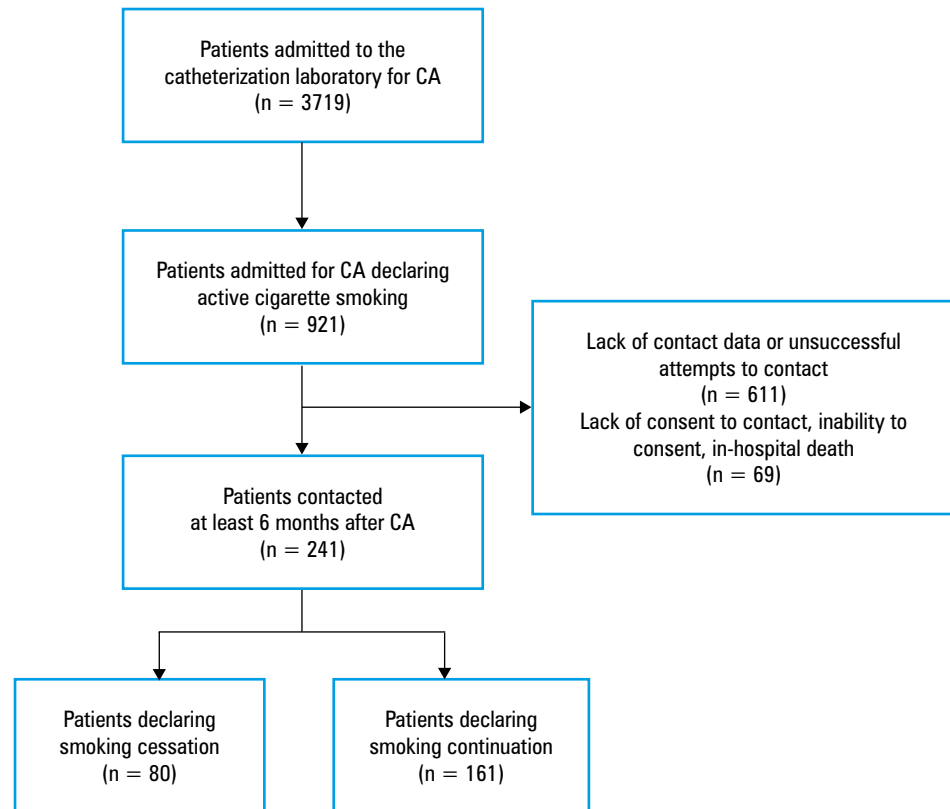 Patients admitted to the
catheterization laboratory for CA
(n = 3719)
Patients admitted for CA declaring
active cigarette smoking
(n = 921)
Lack of contact data or unsuccessful
attempts to contact
(n = 611)
Lack of consent to contact, inability to
consent, in-hospital death
(n = 69)
Patients contacted
at least 6 months after CA
(n = 241)
Patients declaring
smoking cessation
(n = 80)
Patients declaring
smoking continuation
(n = 161)